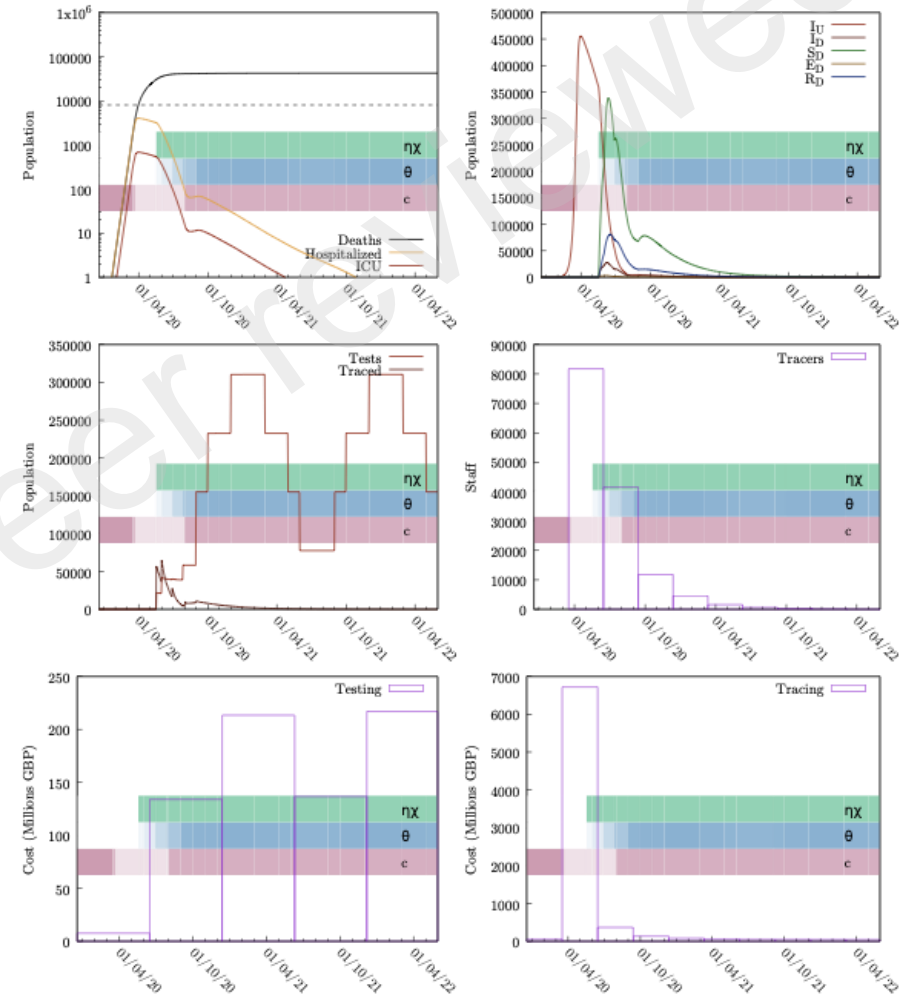 1x10⁶
100000
10000
1000
100
10
1
Population
ηχ
θ
c
Deaths
Hospitalized
ICU
01/04/20
01/10/20
01/04/21
01/10/21
01/04/22
500000
450000
400000
350000
300000
250000
200000
150000
100000
50000
0
Population
I_U
I_D
S_D
E_D
R_D
ηχ
θ
c
01/04/20
01/10/20
01/04/21
01/10/21
01/04/22
350000
300000
250000
200000
150000
100000
50000
0
Population
Tests
Traced
ηχ
θ
c
01/04/20
01/10/20
01/04/21
01/10/21
01/04/22
90000
80000
70000
60000
50000
40000
30000
20000
10000
0
Staff
Tracers
ηχ
θ
c
01/04/20
01/10/20
01/04/21
01/10/21
01/04/22
250
200
150
100
50
0
Cost (Millions GBP)
Testing
ηχ
θ
c
01/04/20
01/10/20
01/04/21
01/10/21
01/04/22
7000
6000
5000
4000
3000
2000
1000
0
Cost (Millions GBP)
Tracing
ηχ
θ
c
01/04/20
01/10/20
01/04/21
01/10/21
01/04/22
eer reviewe